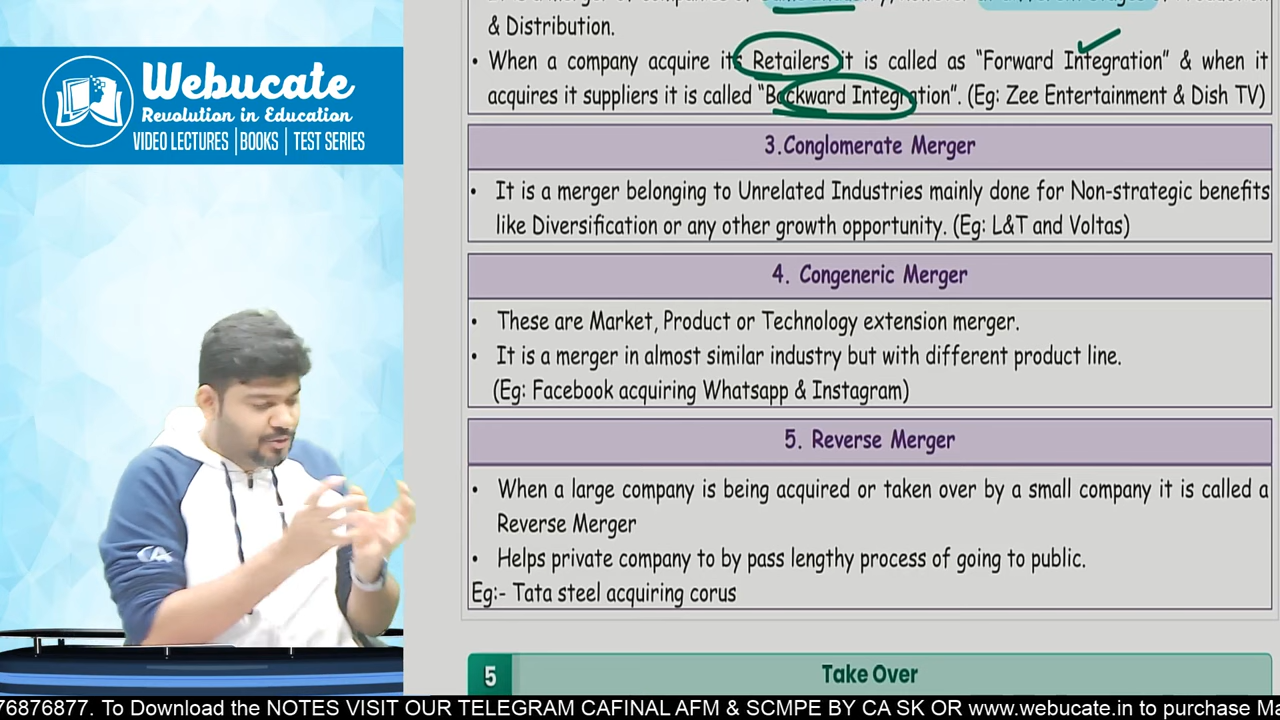 & Distribution.
• When a company acquire its Retailers it is called as “Forward Integration” & when it
acquires it suppliers it is called “Backward Integration”. (Eg: Zee Entertainment & Dish TV)
3.Conglomerate Merger
• It is a merger belonging to Unrelated Industries mainly done for Non-strategic benefits
like Diversification or any other growth opportunity. (Eg: L&T and Voltas)
4. Congeneric Merger
• These are Market, Product or Technology extension merger.
• It is a merger in almost similar industry but with different product line.
(Eg: Facebook acquiring Whatsapp & Instagram)
5. Reverse Merger
• When a large company is being acquired or taken over by a small company it is called a
Reverse Merger
• Helps private company to by pass lengthy process of going to public.
Eg:- Tata steel acquiring corus
5 Take Over
Webucate
Revolution in Education
VIDEO LECTURES | BOOKS | TEST SERIES
CA
76876877. To Download the NOTES VISIT OUR TELEGRAM CAFINAL AFM & SCMPE BY CA SK OR www.webucate.in to purchase Ma